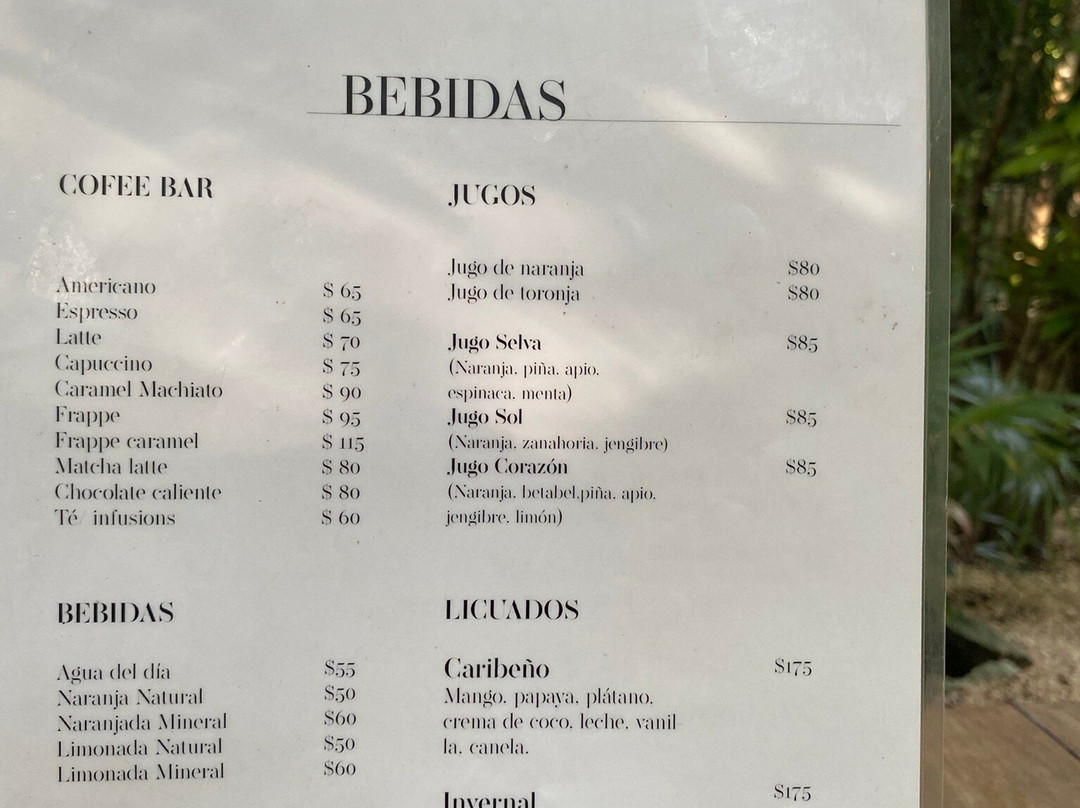 BEBIDAS
COFEE BAR
Americano $ 65
Espresso $ 65
Latte $ 70
Capuccino $ 75
Caramel Machiato $ 90
Frappe $ 95
Frappe caramel $ 115
Matcha latte $ 80
Chocolate caliente $ 80
Té/ infusions $ 60
BEBIDAS
Agua del día $55
Naranja Natural $50
Naranjada Mineral $60
Limonada Natural $50
Limonada Mineral $60
JUGOS
Jugo de naranja $80
Jugo de toronja $80
Jugo Selva $85
(Naranja, piña, apio,
espinaca, menta)
Jugo Sol $85
(Naranja, zanahoria, jengibre)
Jugo Corazón $85
(Naranja, betabel,piña, apio,
jengibre, limón)
LICUADOS
Caribeño $175
Mango, papaya, plátano,
crema de coco, leche, vanil-
la, canela.
Invernal $175